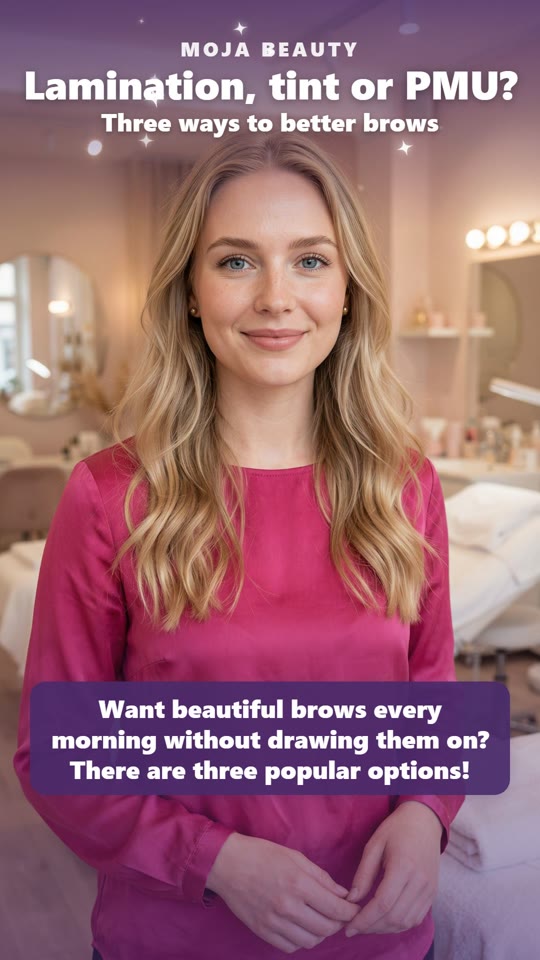 MOJA BEAUTY
Lamination, tint or PMU?
Three ways to better brows
Want beautiful brows every
morning without drawing them on?
There are three popular options!